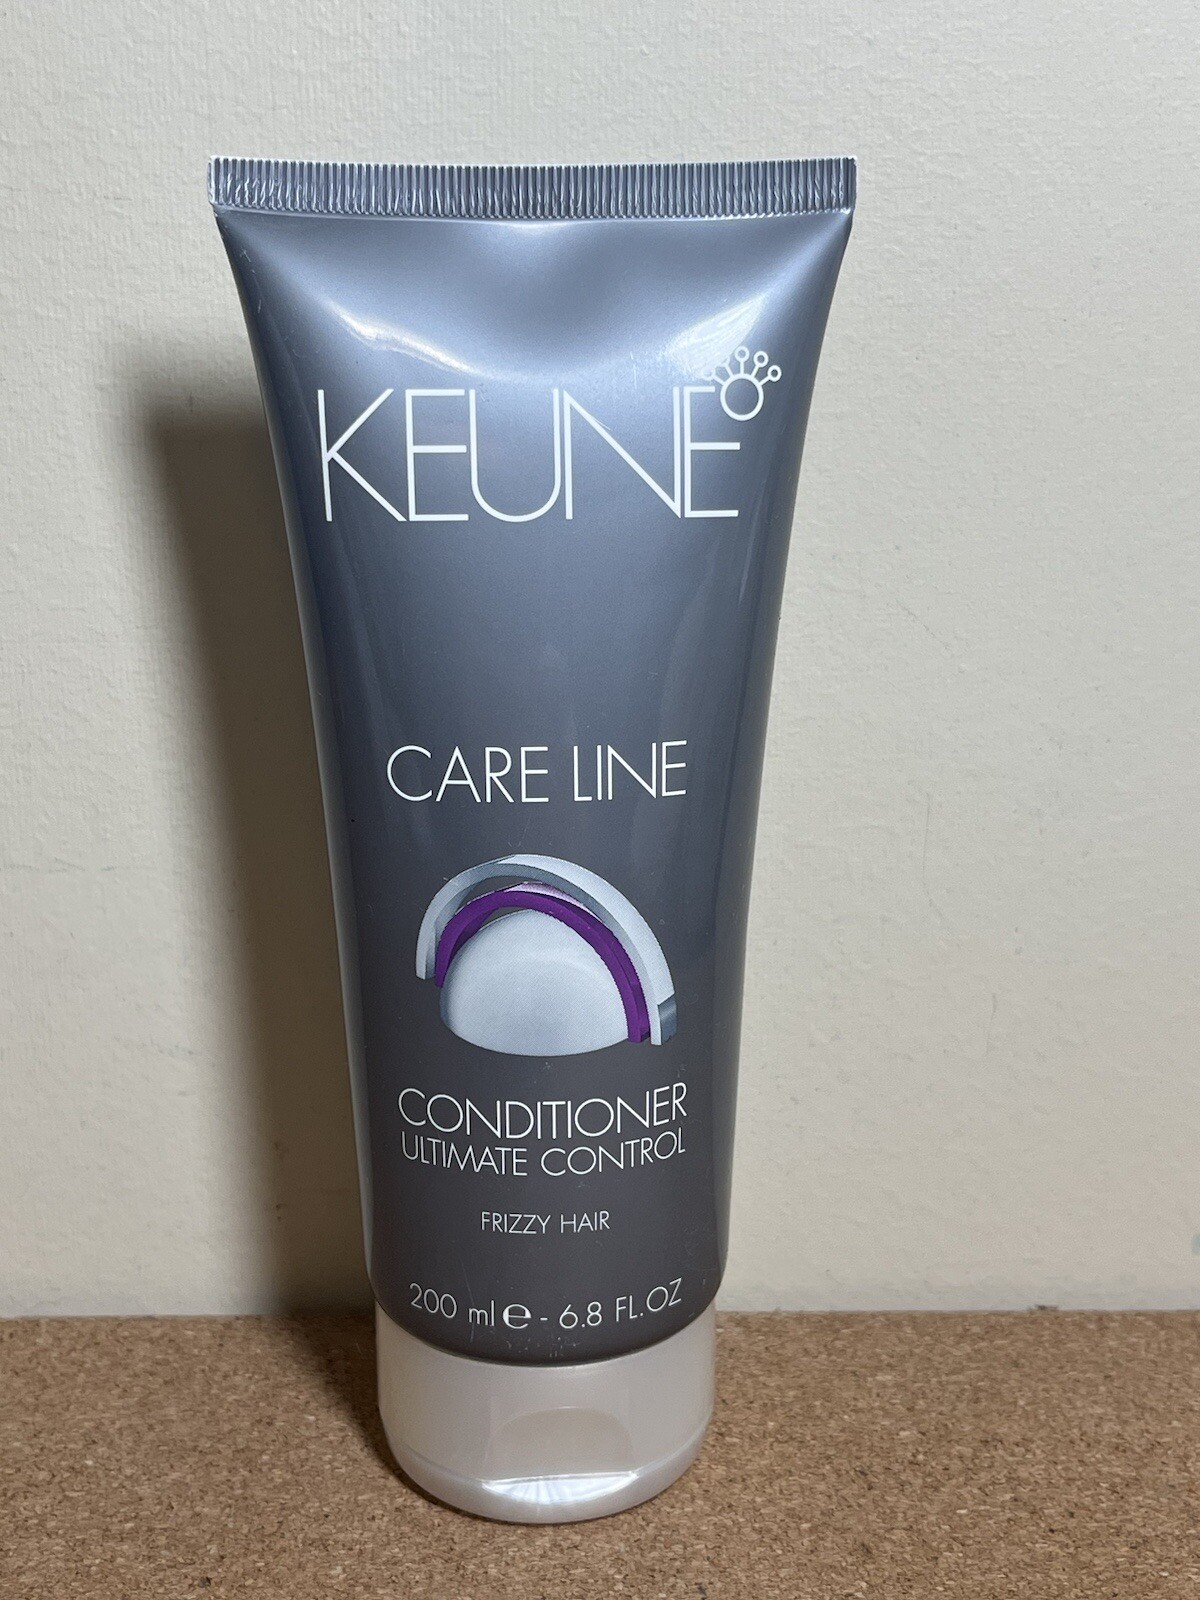 KEUNE
CARE LINE
CONDITIONER
ULTIMATE CONTROL
FRIZZY HAIR
200 ml ℮ - 6.8 FL.OZ